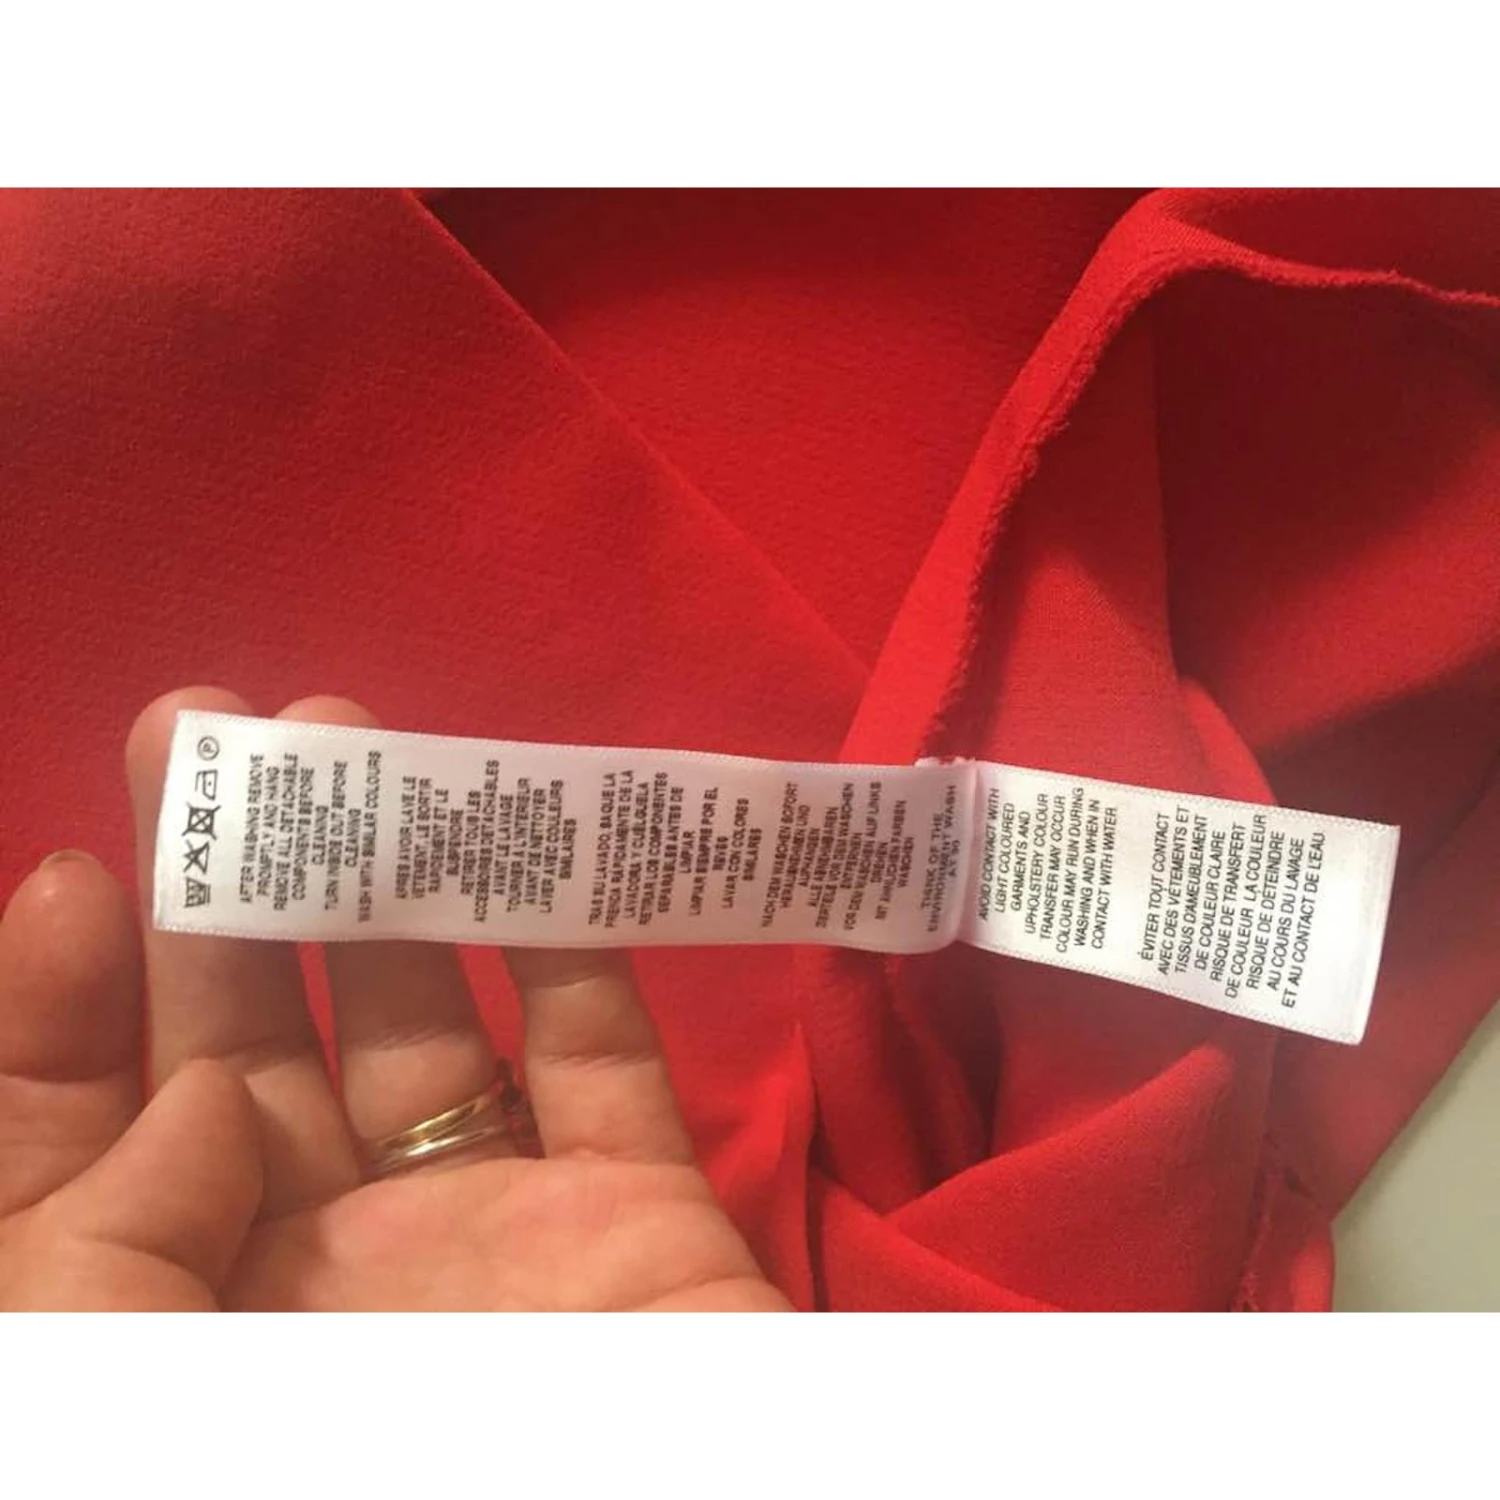 P
AFTER WASHING REMOVE
PROMPTLY AND HANG
REMOVE ALL DETACHABLE
COMPONENTS BEFORE
CLEANING
TURN INSIDE OUT BEFORE
CLEANING
WASH WITH SIMILAR COLOURS
APRES AVOIR LAVE LE
VETEMENT, LE SORTIR
RAPIDEMENT ET LE
SUSPENDRE
RETIRER TOUS LES
ACCESSOIRES DETACHABLES
AVANT LE LAVAGE
TOURNER A L'INTERIEUR
AVANT DE NETTOYER
LAVER AVEC COULEURS
SIMILAIRES
TRAS SU LAVADO, SAQUE LA
PRENDA RAPIDAMENTE DE LA
LAVADORA Y CUELGUELA
RETIRAR LOS COMPONENTES
SEPARABLES ANTES DE
LIMPIAR
LIMPIAR SIEMPRE POR EL
REVES
LAVAR CON COLORES
SIMILARES
NACH DEM WASCHEN SOFORT
HERAUSNEHMEN UND
AUFHANGEN
ALLE ABNEHMBAREN
ENTFERNEN
VOR DEM WASCHEN AUF LINKS
DREHEN
MIT AHNLICHEN FARBEN
WASCHEN
THINK OF THE
ENVIRONMENT WASH
AT 30
AVOID CONTACT WITH
LIGHT COLOURED
GARMENTS AND
UPHOLSTERY COLOUR
TRANSFER MAY OCCUR
COLOUR MAY RUN DURING
WASHING AND WHEN IN
CONTACT WITH WATER
ÉVITER TOUT CONTACT
AVEC DES VÊTEMENTS ET
TISSUS DAMEUBLEMENT
DE COULEUR CLAIRE
RISQUE DE TRANSFERT
DE COULEUR LA COULEUR
RISQUE DE DÉTEINDRE
AU COURS DU LAVAGE
ET AU CONTACT DE L'EAU